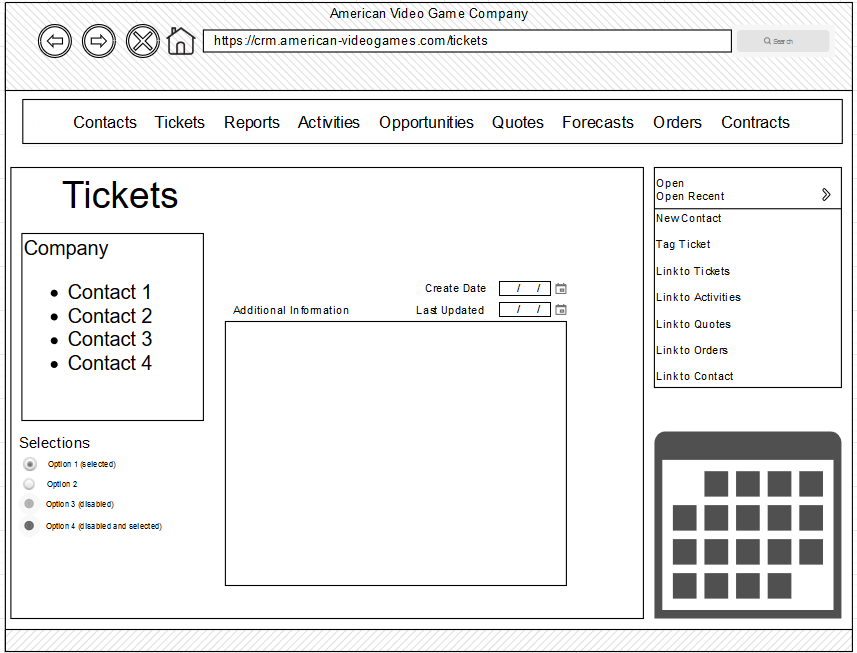 American Video Game Company
https://crm.american-videogames.com/tickets
Search
Contacts Tickets Reports Activities Opportunities Quotes Forecasts Orders Contracts
Tickets
Company
• Contact 1
• Contact 2
• Contact 3
• Contact 4
Selections
Option 1 (selected)
Option 2
Option 3 (disabled)
Option 4 (disabled and selected)
Create Date / /
Last Updated / /
Additional Information
Open
Open Recent
New Contact
Tag Ticket
Link to Tickets
Link to Activities
Link to Quotes
Link to Orders
Link to Contact